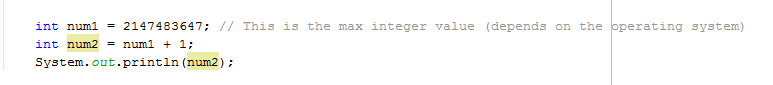 int num1 = 2147483647; // This is the max integer value (depends on the operating system)
int num2 = num1 + 1;
System.out.println(num2);